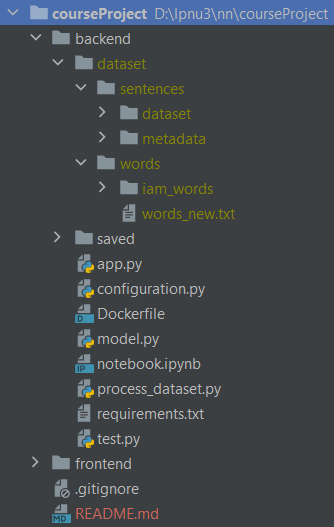 courseProject D:\lpnu3\nn\courseProject
backend
dataset
sentences
dataset
metadata
words
iam_words
words_new.txt
saved
app.py
configuration.py
Dockerfile
model.py
notebook.ipynb
process_dataset.py
requirements.txt
test.py
frontend
.gitignore
README.md